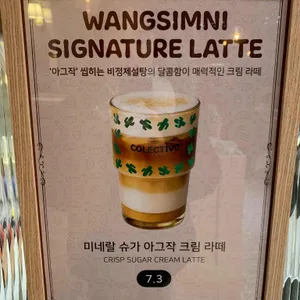 WANGSIMNI
SIGNATURE LATTE
'아그작' 씹히는 비정제설탕의 달콤함이 매력적인 크림 라떼
COLECTIVO
미네랄 슈가 아그작 크림 라떼
CRISP SUGAR CREAM LATTE
7.3